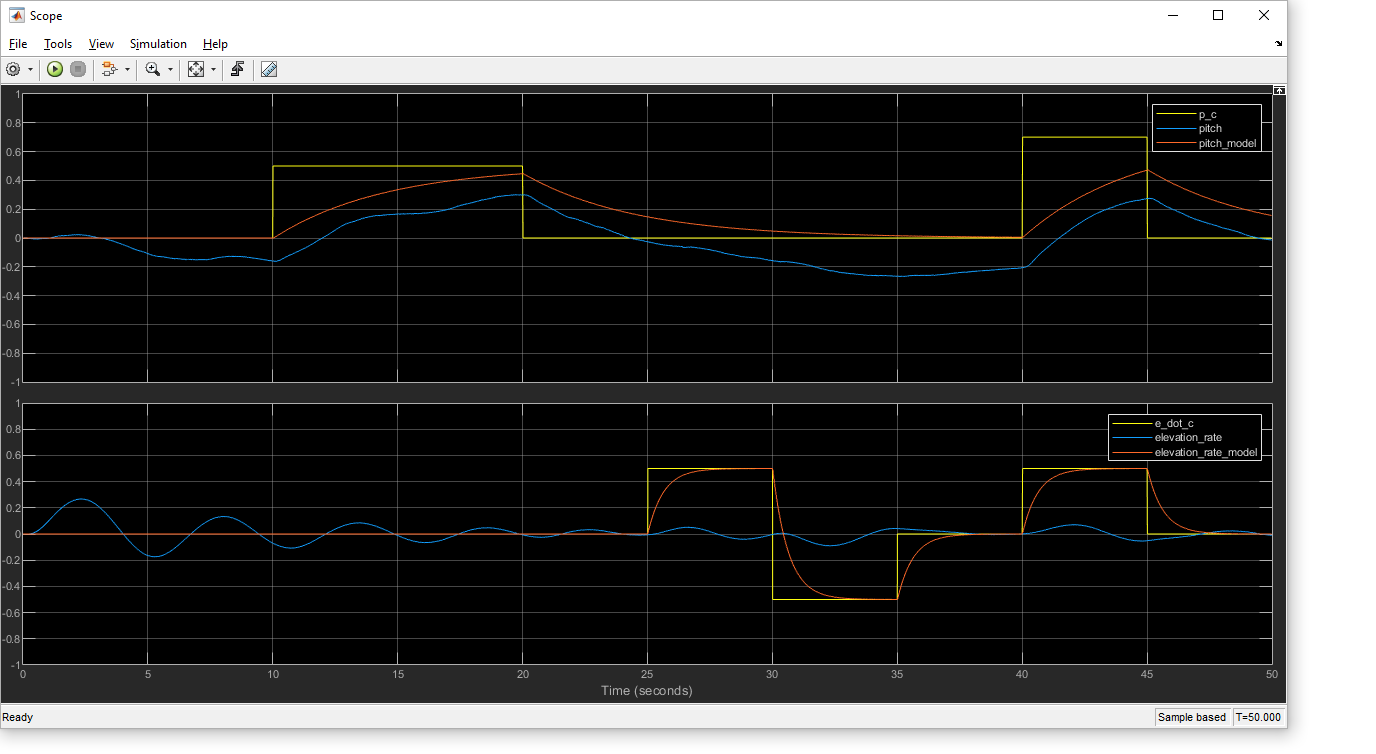 Scope
File Tools View Simulation Help
1
0.8
0.6
0.4
0.2
0
-0.2
-0.4
-0.6
-0.8
-1
p_c
pitch
pitch_model
1
0.8
0.6
0.4
0.2
0
-0.2
-0.4
-0.6
-0.8
-1
e_dot_c
elevation_rate
elevation_rate_model
0 5 10 15 20 25 30 35 40 45 50
Time (seconds)
Ready Sample based T=50.000